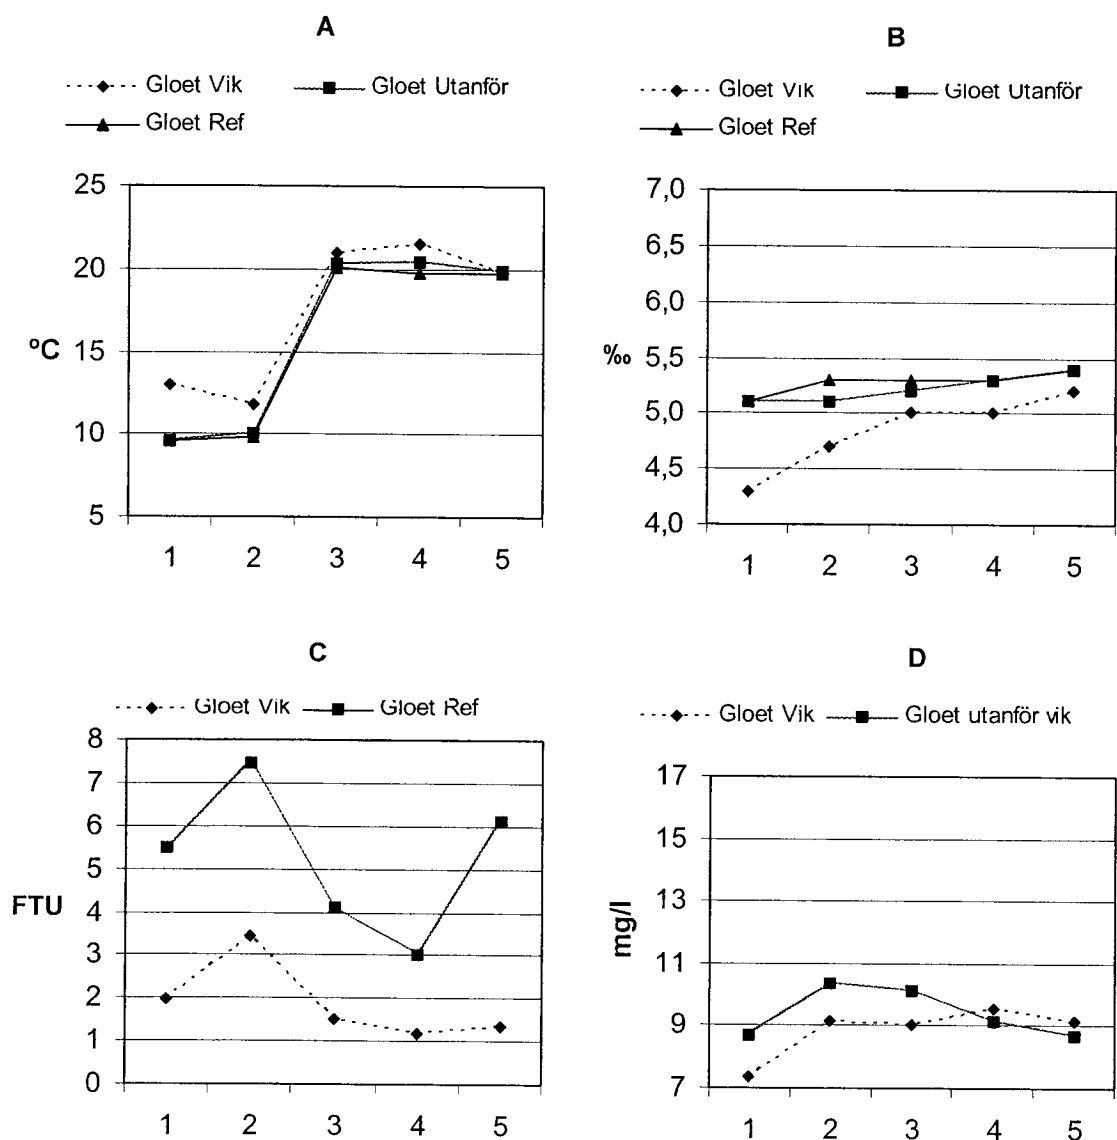 A
Gloet Vik Gloet Utanför
Gloet Ref
25
20
15
10
5
ºC
1 2 3 4 5
B
Gloet Vik Gloet Utanför
Gloet Ref
7,0
6,5
6,0
5,5
5,0
4,5
4,0
‰
1 2 3 4 5
C
Gloet Vik Gloet Ref
8
7
6
5
4
3
2
1
0
FTU
1 2 3 4 5
D
Gloet Vik Gloet utanför vik
17
15
13
11
9
7
mg/l
1 2 3 4 5